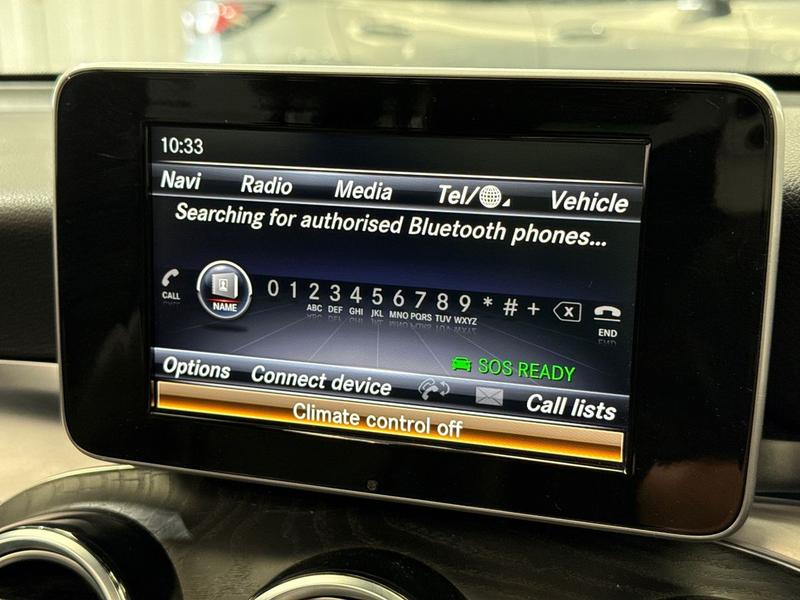 10:33
Navi Radio Media Tel/ Vehicle
Searching for authorised Bluetooth phones...
CALL NAME 0 1 2 3 4 5 6 7 8 9 * # + X END
ABC DEF GHI JKL MNO PQRS TUV WXYZ
SOS READY
Options Connect device Call lists
Climate control off